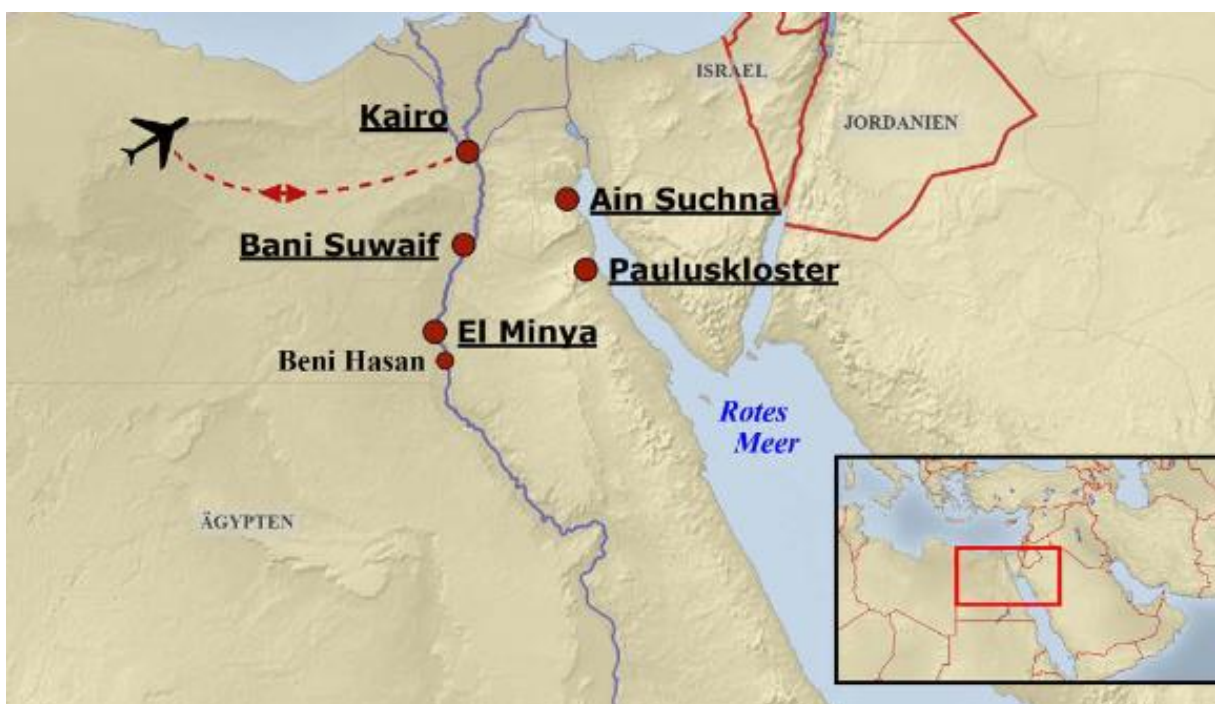 ISRAEL
Kairo
JORDANIEN
Ain Suchna
Bani Suwaif
Pauluskloster
El Minya
Beni Hasan
Rotes
Meer
ÄGYPTEN